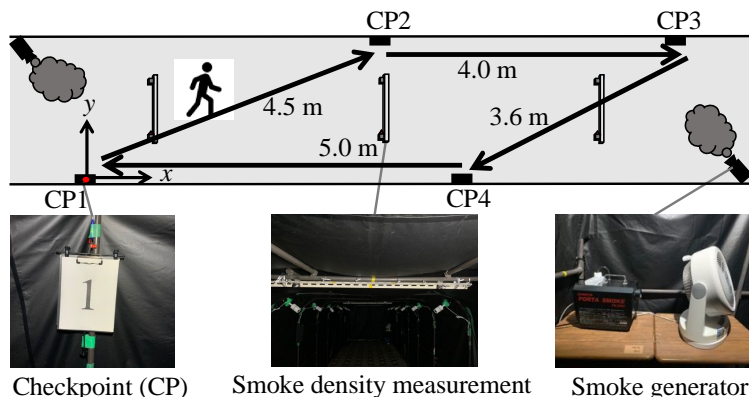 CP2
CP3
4.0 m
4.5 m
3.6 m
y
5.0 m
x
CP1
CP4
1
PORTA SMOKE
Checkpoint (CP)
Smoke density measurement
Smoke generator